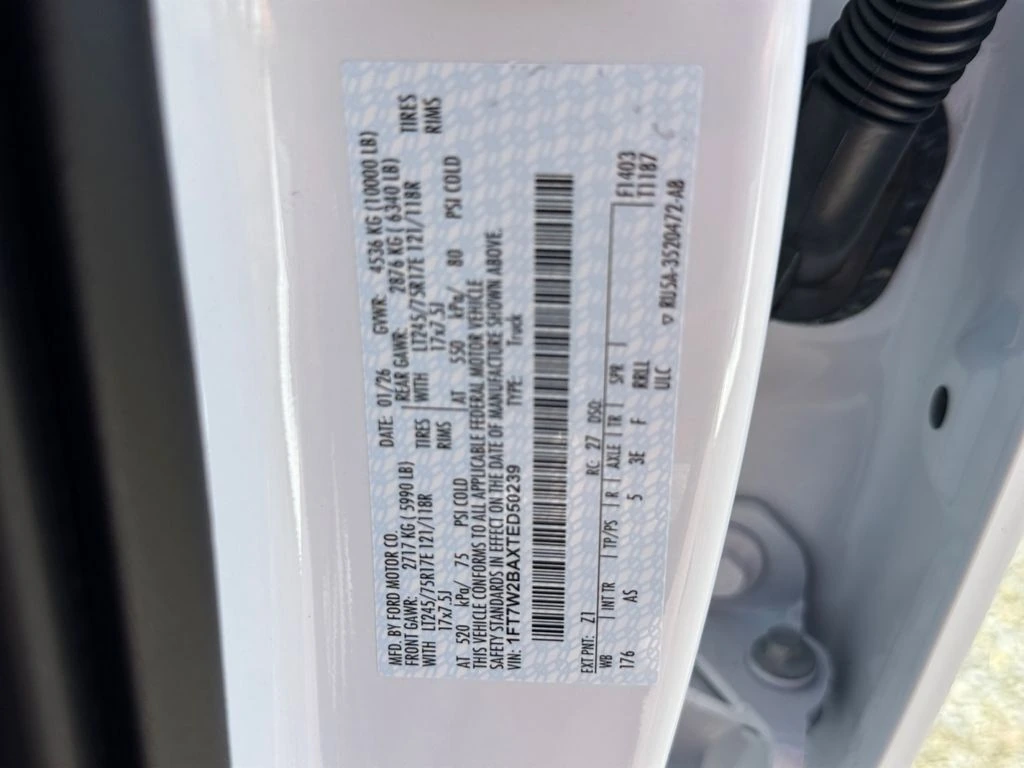 MFD. BY FORD MOTOR CO.
DATE: 01/26 GVWR: 4536 KG (10000 LB)
FRONT GAWR: 2717 KG ( 5990 LB) REAR GAWR: 2876 KG ( 6340 LB)
WITH LT245/75R17E 121/118R TIRES WITH LT245/75R17E 121/118R TIRES
17x7.5J RIMS 17x7.5J RIMS
AT 520 kPa/ 75 PSI COLD AT 550 kPa/ 80 PSI COLD
THIS VEHICLE CONFORMS TO ALL APPLICABLE FEDERAL MOTOR VEHICLE
SAFETY STANDARDS IN EFFECT ON THE DATE OF MANUFACTURE SHOWN ABOVE.
VIN: 1FT7W2BAXTED50239 TYPE: Truck
EXT PNT: Z1 RC: 27 DSO: F1403
WB INT TR TP/PS R AXLE TR SPR T1187
176 AS 5 3E F RRLL
ULC
▽ RU5A-3520472-AB